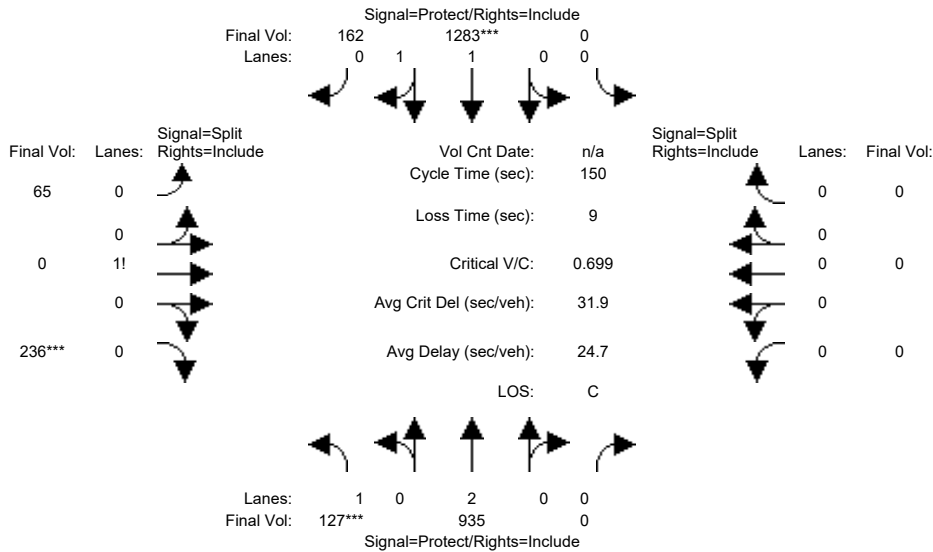 Signal=Protect/Rights=Include
Final Vol: 162 1283*** 0
Lanes: 0 1 1 0 0
Signal=Split Signal=Split
Final Vol: Lanes: Rights=Include Vol Cnt Date: n/a Rights=Include Lanes: Final Vol:
Cycle Time (sec): 150
65 0 0 0
Loss Time (sec): 9
0 0
0 1! Critical V/C: 0.699 0 0
0 Avg Crit Del (sec/veh): 31.9 0
236*** 0 Avg Delay (sec/veh): 24.7 0 0
LOS: C
Lanes: 1 0 2 0 0
Final Vol: 127*** 935 0
Signal=Protect/Rights=Include